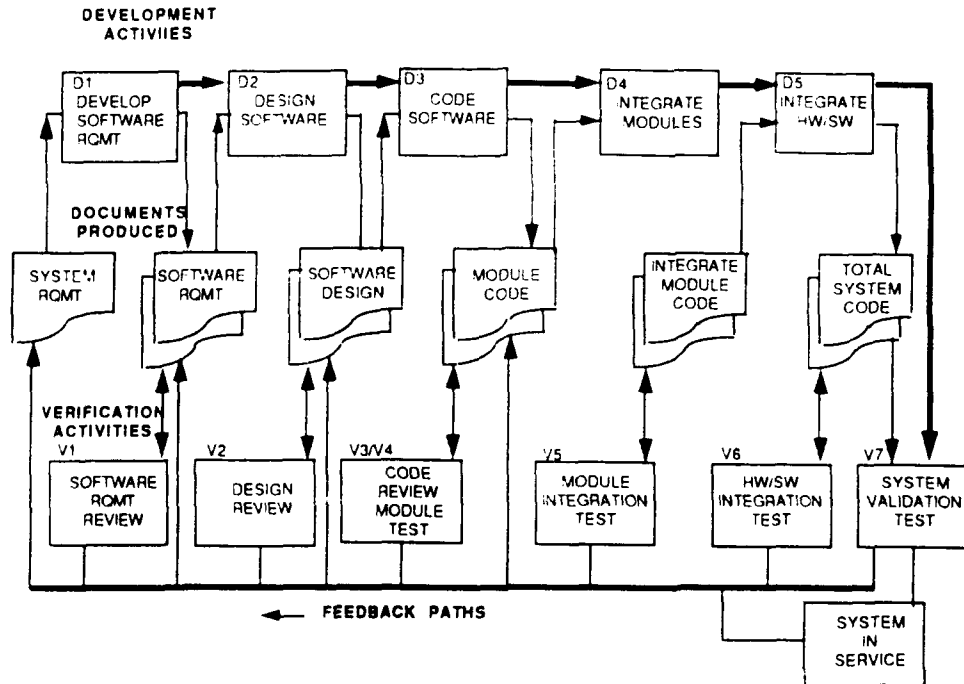 DEVELOPMENT
ACTIVIIES
D1
DEVELOP
SOFTWARE
RQMT
D2
DESIGN
SOFTWARE
D3
CODE
SOFTWARE
D4
INTEGRATE
MODULES
D5
INTEGRATE
HW/SW
DOCUMENTS
PRODUCED
SYSTEM
RQMT
SOFTWARE
RQMT
SOFTWARE
DESIGN
MODULE
CODE
INTEGRATE
MODULE
CODE
TOTAL
SYSTEM
CODE
VERIFICATION
ACTIVITIES
V1
SOFTWARE
RQMT
REVIEW
V2
DESIGN
REVIEW
V3/V4
CODE
REVIEW
MODULE
TEST
V5
MODULE
INTEGRATION
TEST
V6
HW/SW
INTEGRATION
TEST
V7
SYSTEM
VALIDATION
TEST
FEEDBACK PATHS
SYSTEM
IN
SERVICE